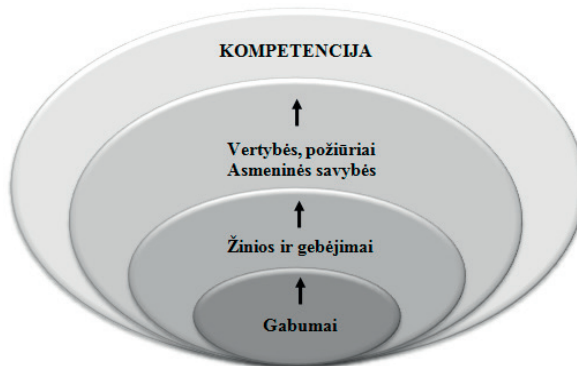 KOMPETENCIJA
Vertybės, požiūriai
Asmeninės savybės
Žinios ir gebėjimai
Gabumai